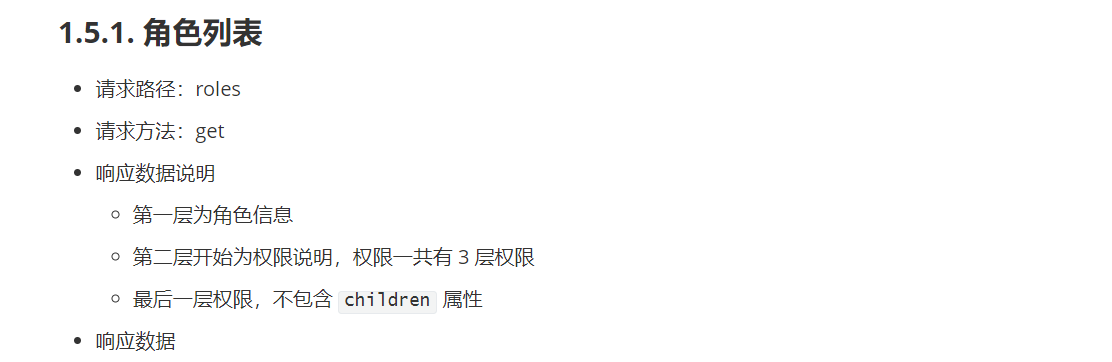 1.5.1. 角色列表
请求路径：roles
请求方法：get
响应数据说明
第一层为角色信息
第二层开始为权限说明，权限一共有 3 层权限
最后一层权限，不包含 children 属性
响应数据